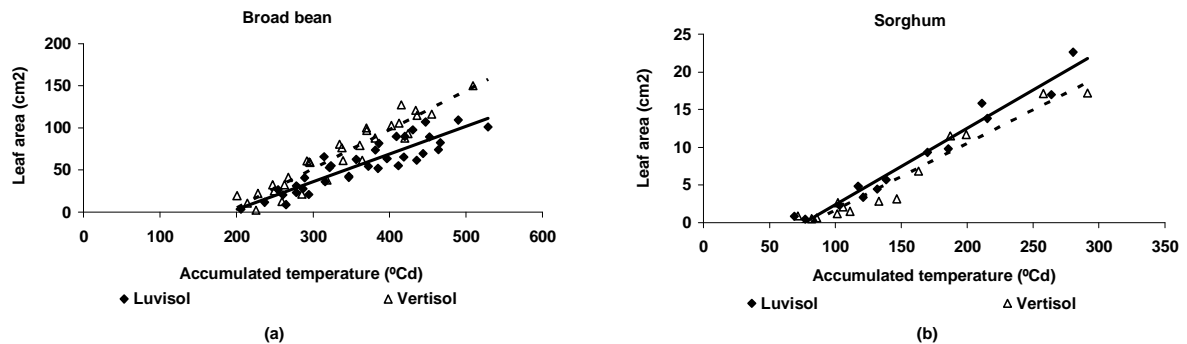 Broad bean
Leaf area (cm2)
200
150
100
50
0
0 100 200 300 400 500 600
Accumulated temperature (ºCd)
Luvisol Vertisol
(a)
Sorghum
Leaf area (cm2)
25
20
15
10
5
0
0 50 100 150 200 250 300 350
Accumulated temperature (ºCd)
Luvisol Vertisol
(b)